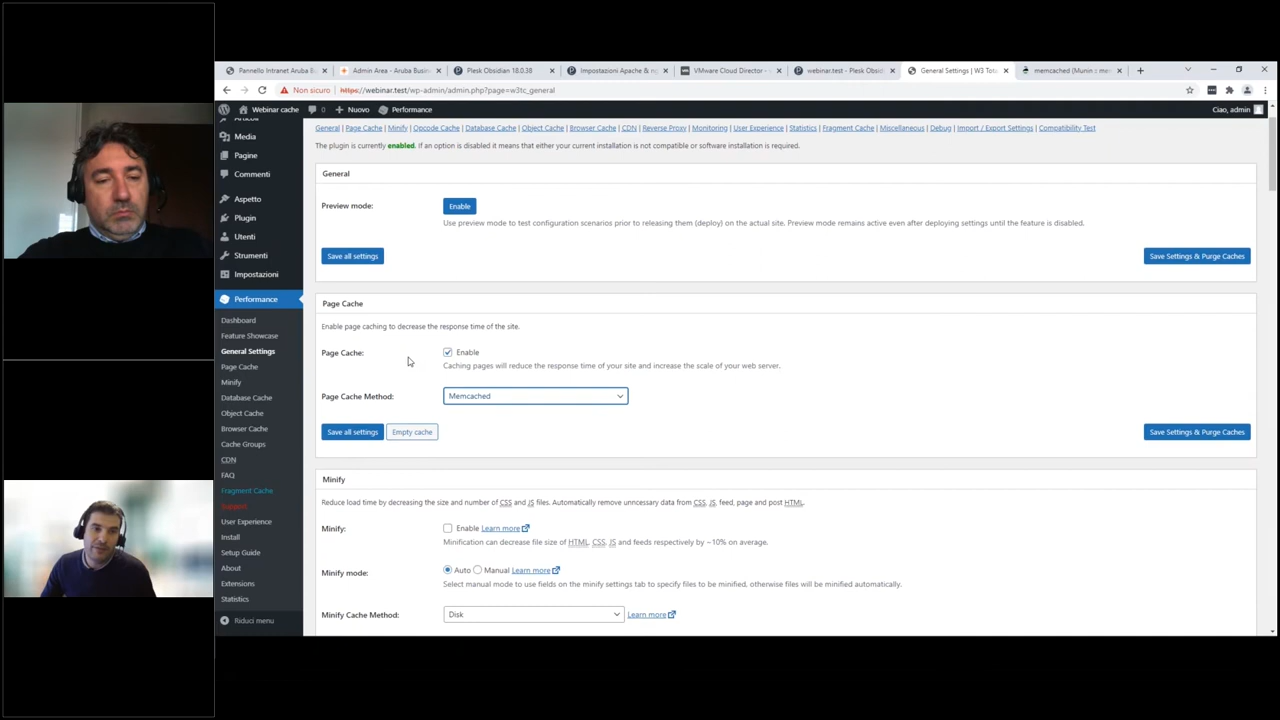 Pannello Intranet Aruba Bu
Admin Area - Aruba Busin
Plesk Obsidian 18.0.38
Impostazioni Apache & ng
VMware Cloud Director -
webinar.test - Plesk Obsid
General Settings | W3 Tota
memcached (Munin :: mem
Non sicuro
https://webinar.test/wp-admin/admin.php?page=w3tc_general
Webinar cache
0
Nuovo
Performance
Ciao, admin
General | Page Cache | Minify | Opcode Cache | Database Cache | Object Cache | Browser Cache | CDN | Reverse Proxy | Monitoring | User Experience | Statistics | Fragment Cache | Miscellaneous | Debug | Import / Export Settings | Compatibility Test
The plugin is currently enabled. If an option is disabled it means that either your current installation is not compatible or software installation is required.
Articoli
Media
Pagine
Commenti
Aspetto
Plugin
Utenti
Strumenti
Impostazioni
Performance
Dashboard
Feature Showcase
General Settings
Page Cache
Minify
Database Cache
Object Cache
Browser Cache
Cache Groups
CDN
FAQ
Fragment Cache
Support
User Experience
Install
Setup Guide
About
Extensions
Statistics
Riduci menu
General
Preview mode:
Enable
Use preview mode to test configuration scenarios prior to releasing them (deploy) on the actual site. Preview mode remains active even after deploying settings until the feature is disabled.
Save all settings
Save Settings & Purge Caches
Page Cache
Enable page caching to decrease the response time of the site.
Page Cache:
Enable
Caching pages will reduce the response time of your site and increase the scale of your web server.
Page Cache Method:
Memcached
Save all settings
Empty cache
Save Settings & Purge Caches
Minify
Reduce load time by decreasing the size and number of CSS and JS files. Automatically remove unncessary data from CSS, JS, feed, page and post HTML.
Minify:
Enable Learn more
Minification can decrease file size of HTML, CSS, JS and feeds respectively by ~10% on average.
Minify mode:
Auto
Manual Learn more
Select manual mode to use fields on the minify settings tab to specify files to be minified, otherwise files will be minified automatically.
Minify Cache Method:
Disk
Learn more